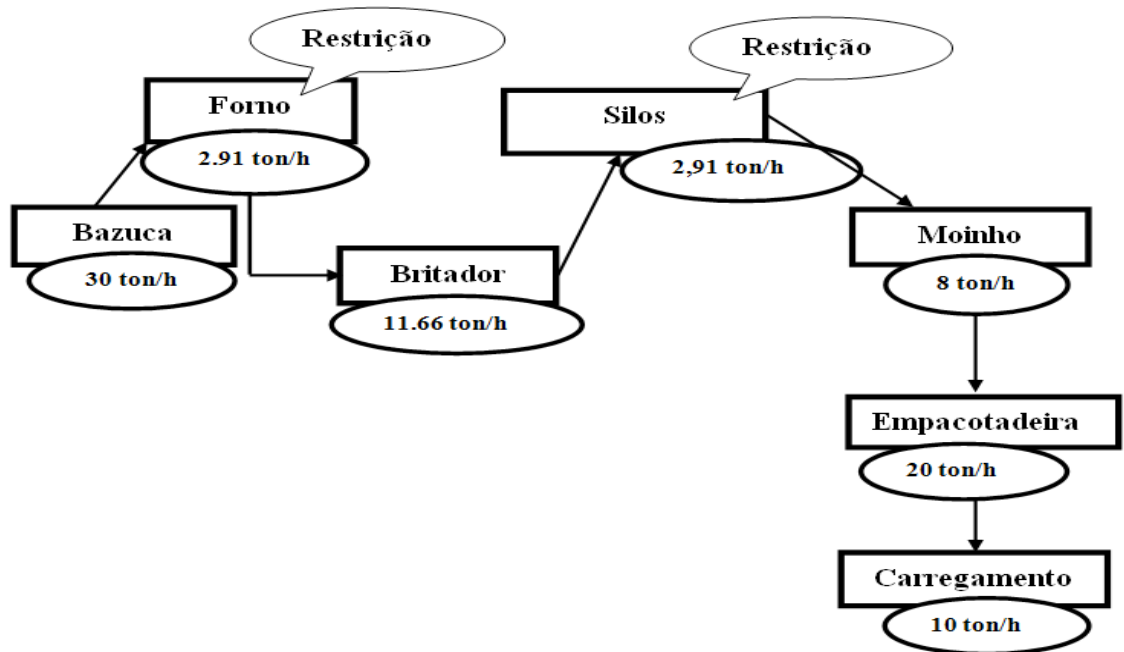 Restrição
Forno
2.91 ton/h
Bazuca
30 ton/h
Britador
11.66 ton/h
Restrição
Silos
2,91 ton/h
Moinho
8 ton/h
Empacotadeira
20 ton/h
Carregamento
10 ton/h